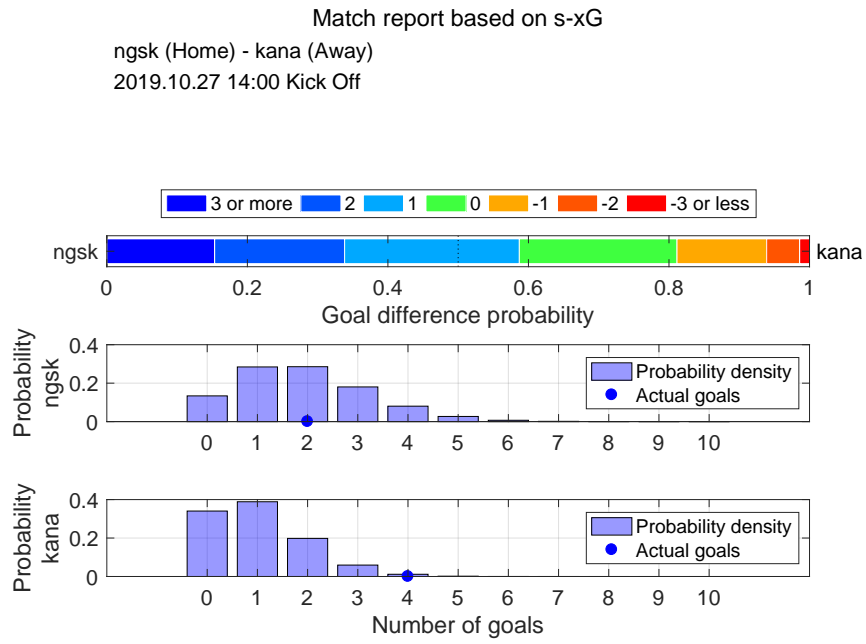 Match report based on s-xG
ngsk (Home) - kana (Away)
2019.10.27 14:00 Kick Off
3 or more 2 1 0 -1 -2 -3 or less
ngsk kana
0 0.2 0.4 0.6 0.8 1
Goal difference probability
Probability
ngsk
0.4
0.2
0
Probability density
Actual goals
0 1 2 3 4 5 6 7 8 9 10
Probability
kana
0.4
0.2
0
Probability density
Actual goals
0 1 2 3 4 5 6 7 8 9 10
Number of goals